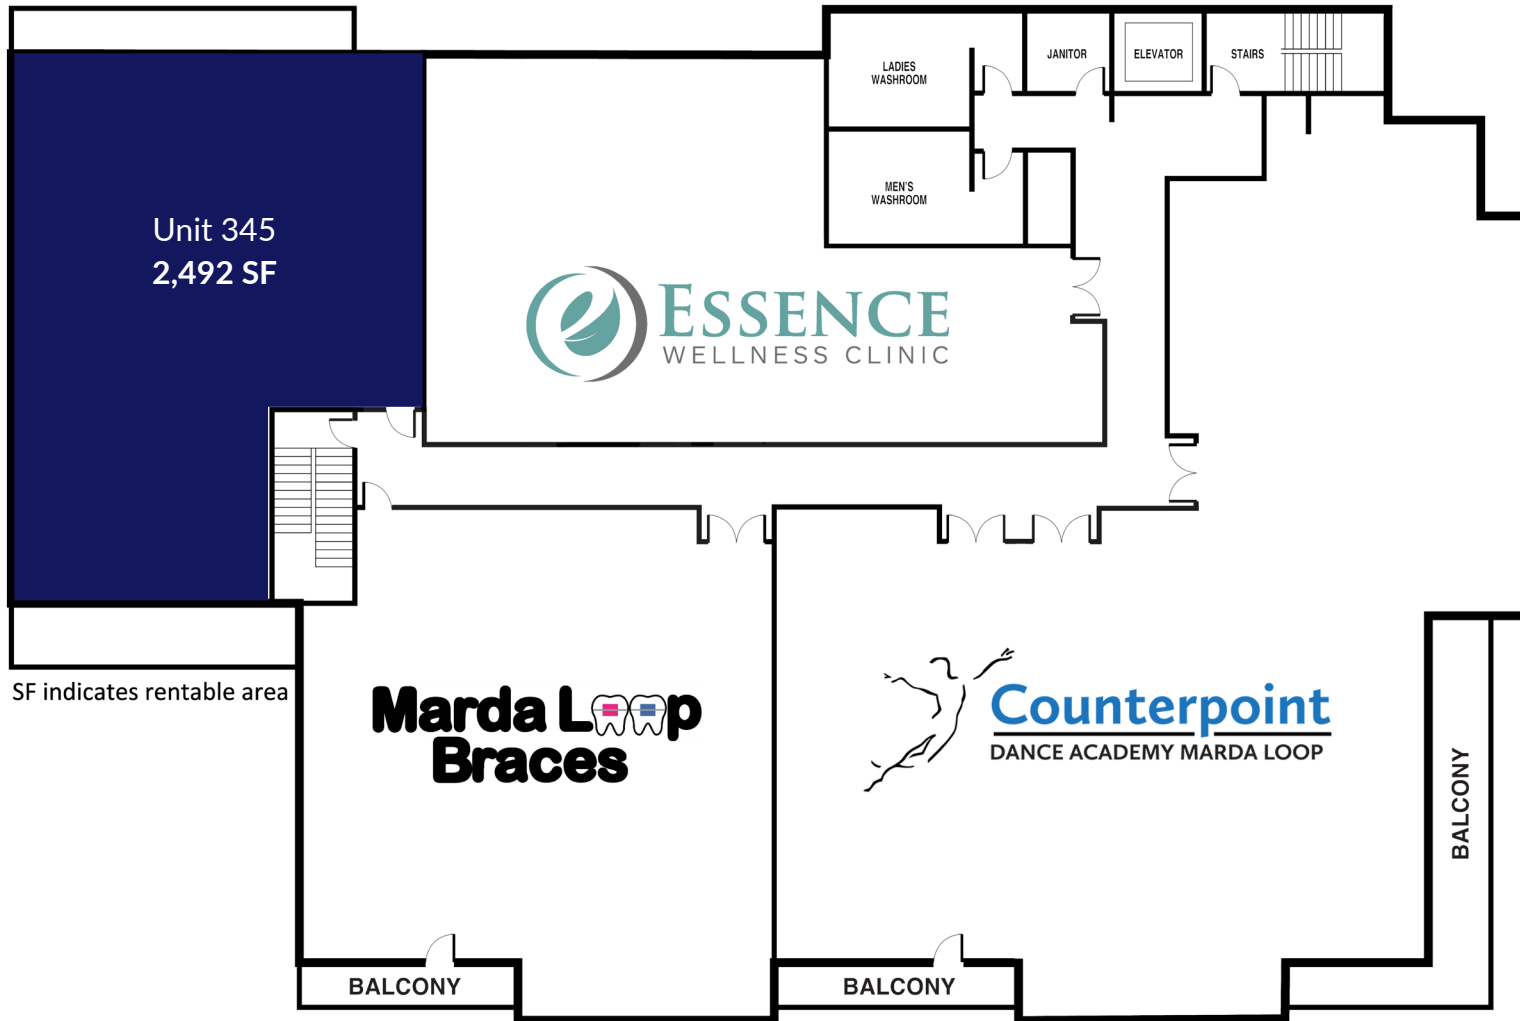 LADIES
WASHROOM
JANITOR
ELEVATOR
STAIRS
MEN'S
WASHROOM
Unit 345
2,492 SF
ESSENCE
WELLNESS CLINIC
SF indicates rentable area
Marda Loop
Braces
Counterpoint
DANCE ACADEMY MARDA LOOP
BALCONY
BALCONY
BALCONY